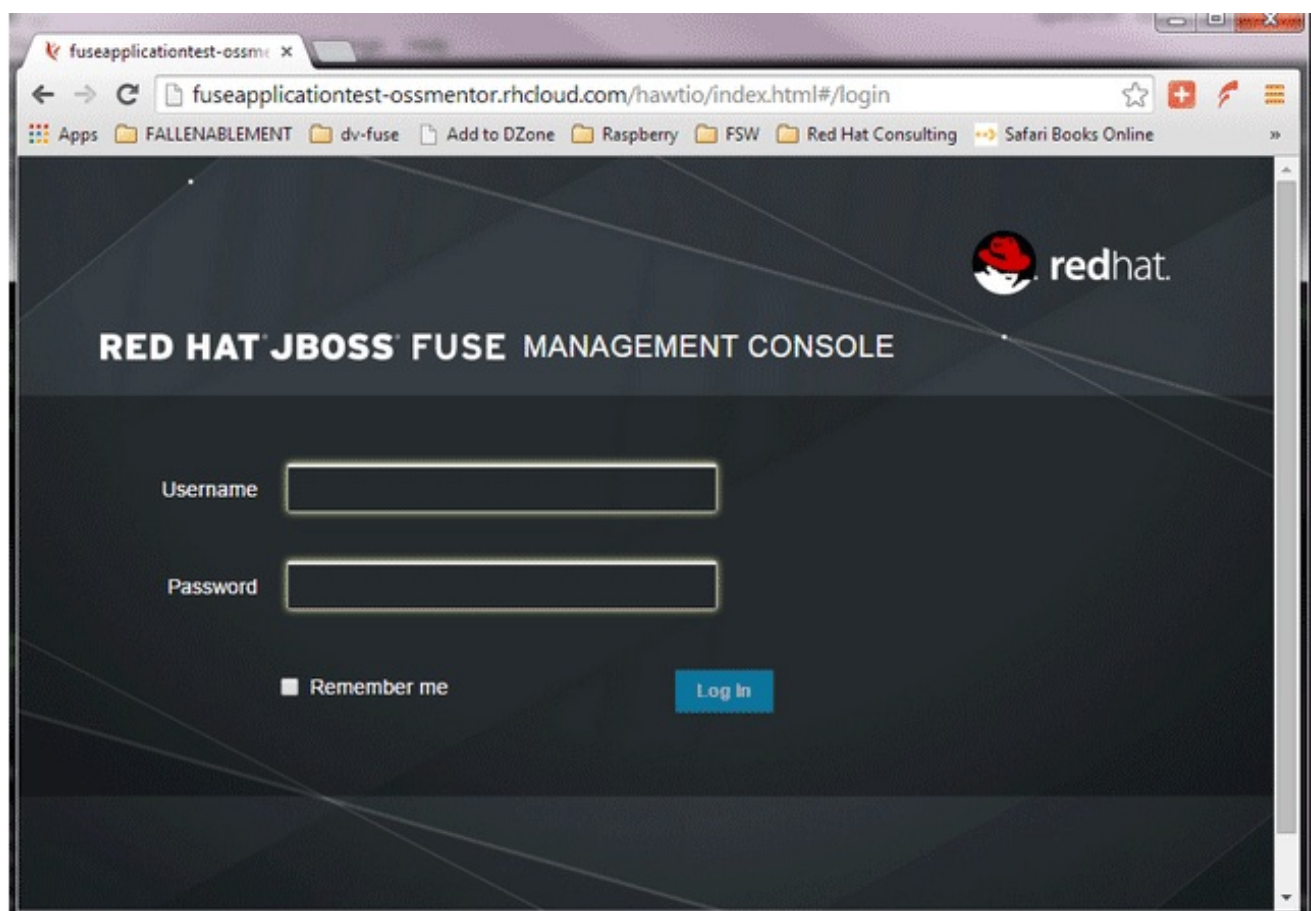 fuseapplicationtest-ossme
fuseapplicationtest-ossmentor.rhcloud.com/hawtio/index.html#/login
Apps FALLENABLEMENT dv-fuse Add to DZone Raspberry FSW Red Hat Consulting Safari Books Online »
redhat.
RED HAT® JBOSS® FUSE MANAGEMENT CONSOLE
Username
Password
Remember me
Log In